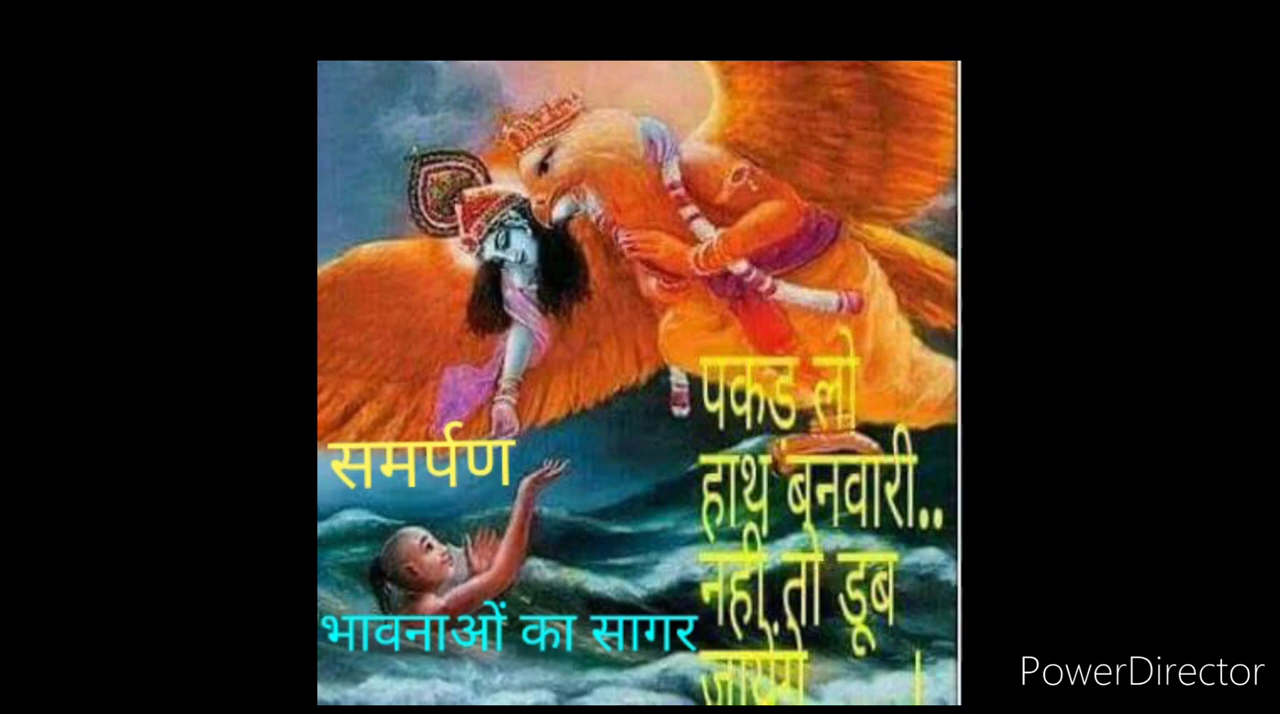 समर्पण
भावनाओं का सागर
पकड़ लो
हाथ बनवारी..
नही तो डूब
जायेंगे ।
PowerDirector